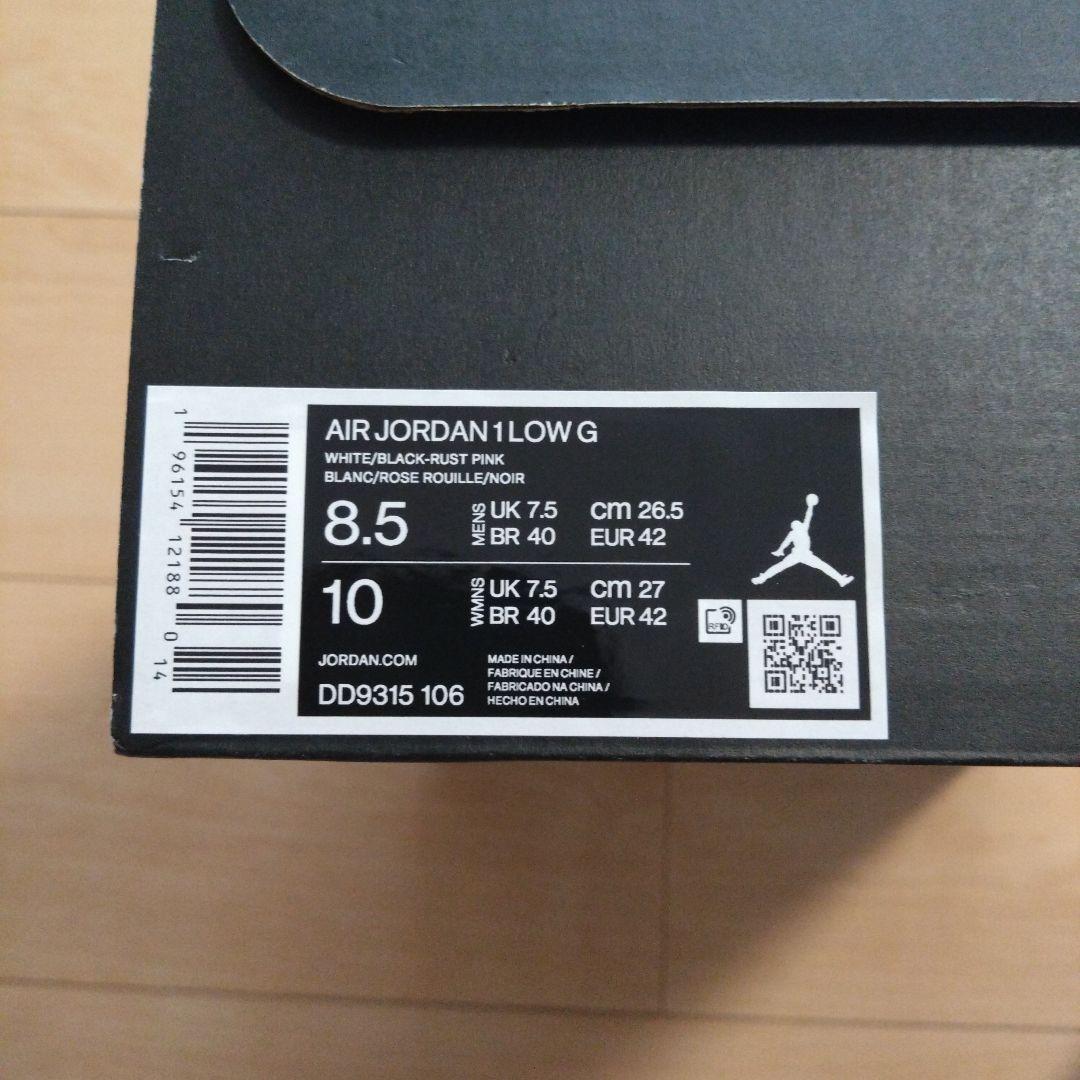 AIR JORDAN 1 LOW G
WHITE/BLACK-RUST PINK
BLANC/ROSE ROUILLE/NOIR
8.5 MENS UK 7.5 cm 26.5
BR 40 EUR 42
10 WMNS UK 7.5 cm 27
BR 40 EUR 42
RFID
JORDAN.COM
DD9315 106
MADE IN CHINA /
FABRIQUE EN CHINE /
FABRICADO NA CHINA /
HECHO EN CHINA
1 96154 12188 0 14